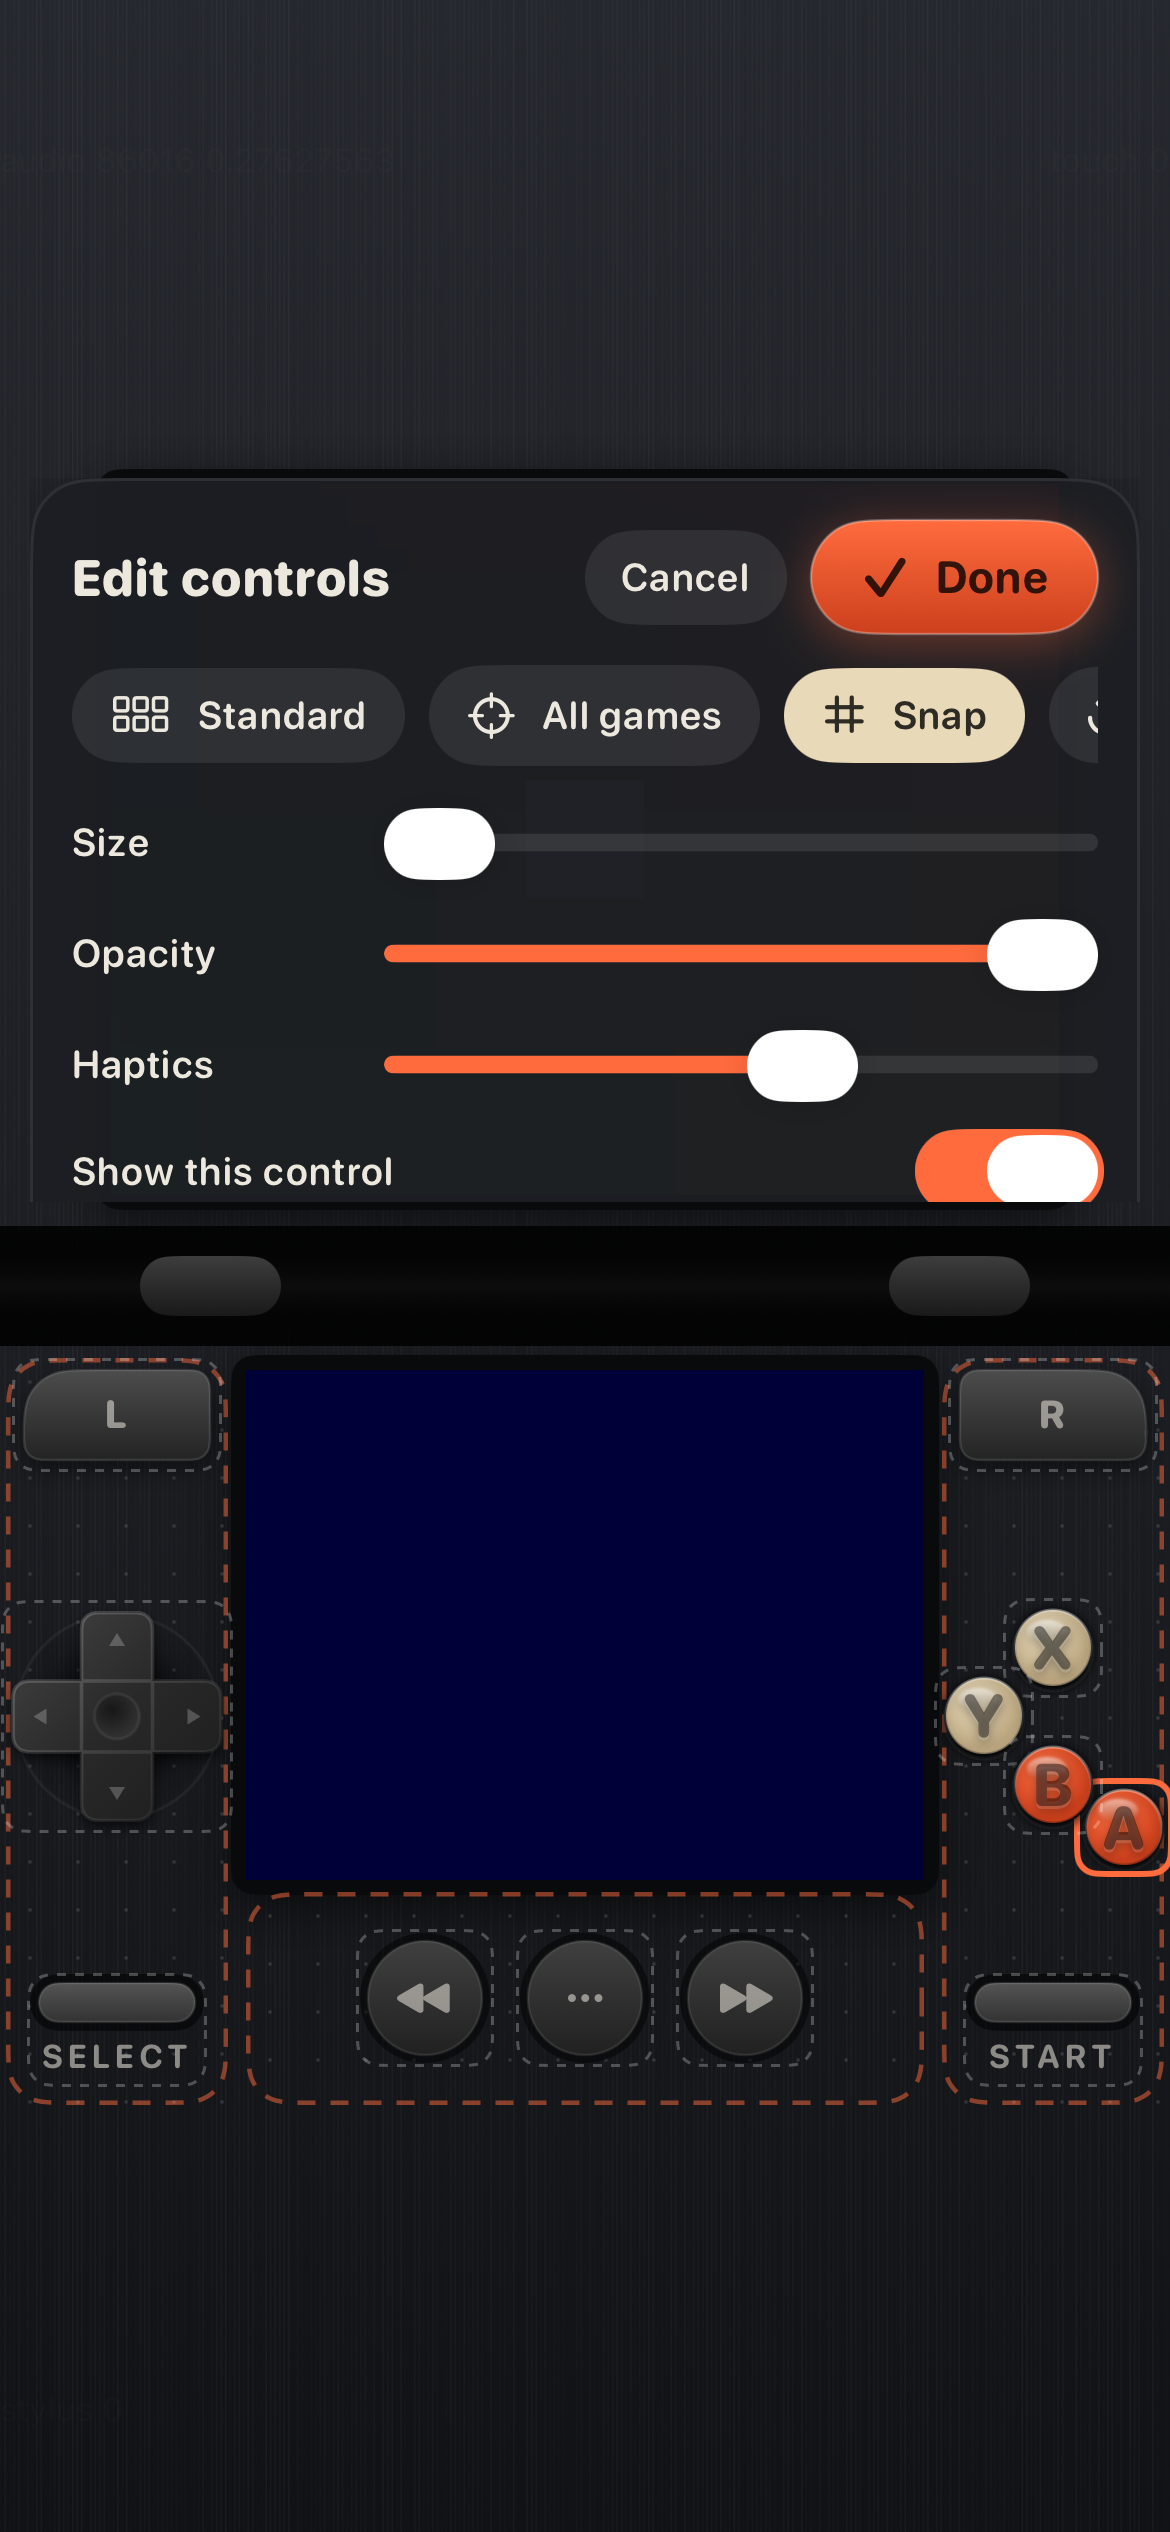 Edit controls
Cancel
Done
Standard
All games
Snap
Size
Opacity
Haptics
Show this control
L
R
X
Y
B
A
SELECT
START